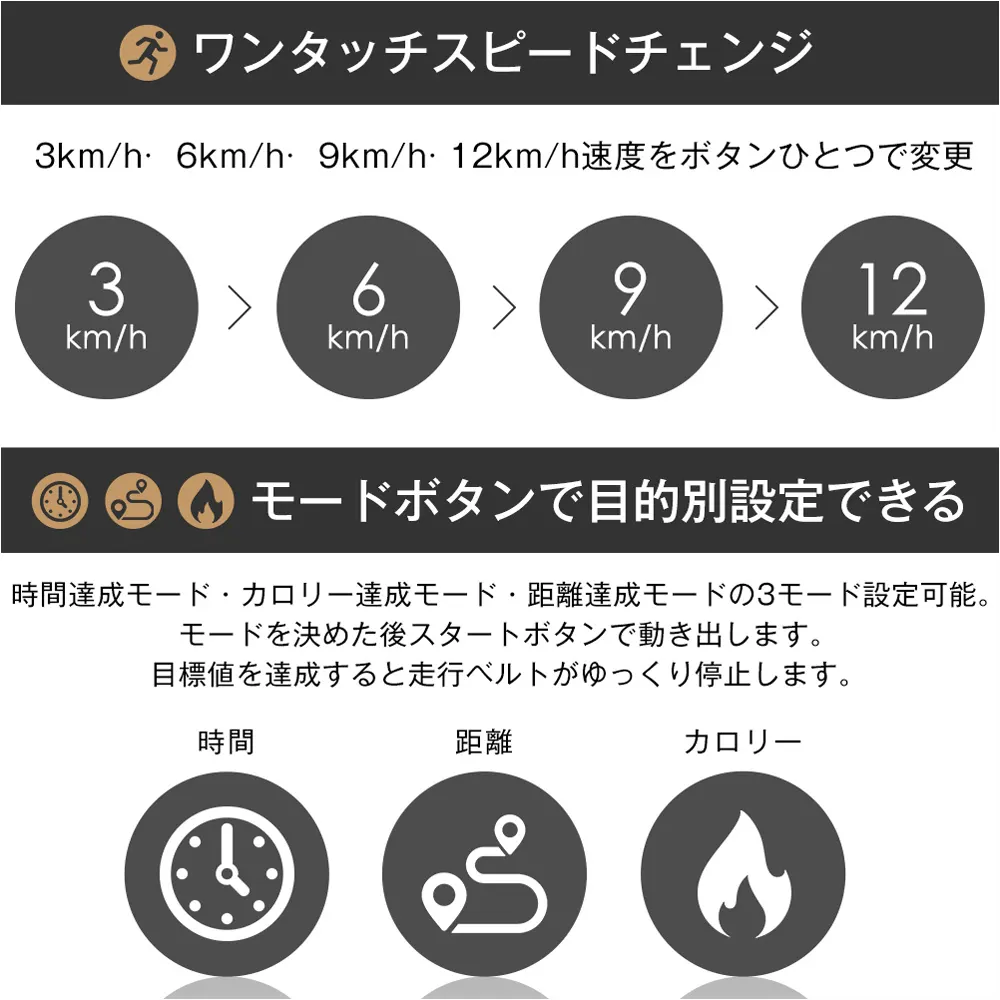 ワンタッチスピードチェンジ
3km/h· 6km/h· 9km/h· 12km/h速度をボタンひとつで変更
3 km/h > 6 km/h > 9 km/h > 12 km/h
モードボタンで目的別設定できる
時間達成モード・カロリー達成モード・距離達成モードの3モード設定可能。
モードを決めた後スタートボタンで動き出します。
目標値を達成すると走行ベルトがゆっくり停止します。
時間 距離 カロリー